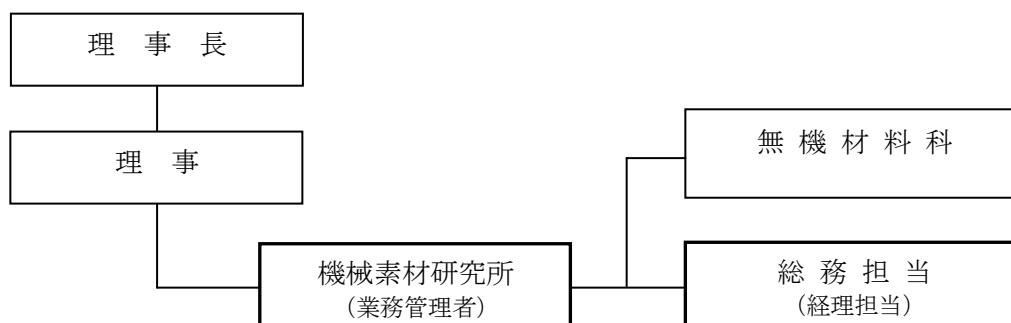 理事長
理事
無機材料科
機械素材研究所
(業務管理者)
総務担当
(経理担当)